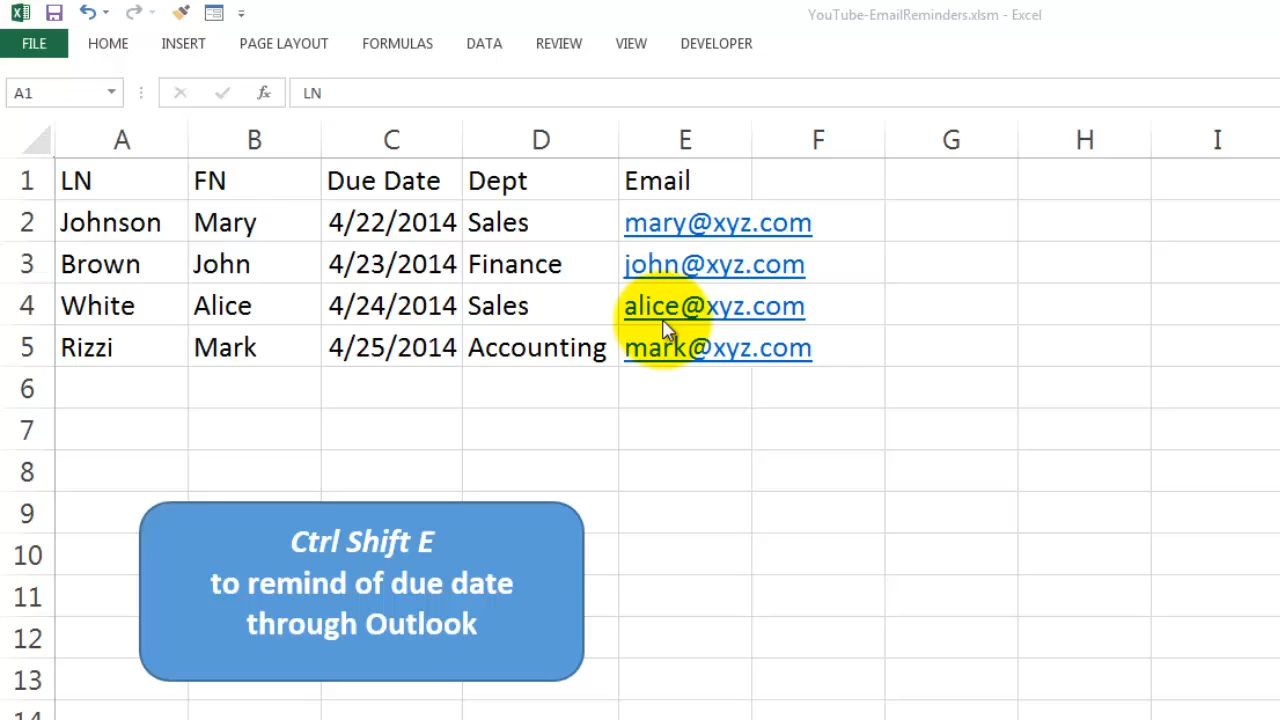 YouTube-EmailReminders.xlsm - Excel
FILE HOME INSERT PAGE LAYOUT FORMULAS DATA REVIEW VIEW DEVELOPER
A1 fx LN
A B C D E F G H I
1 LN FN Due Date Dept Email
2 Johnson Mary 4/22/2014 Sales mary@xyz.com
3 Brown John 4/23/2014 Finance john@xyz.com
4 White Alice 4/24/2014 Sales alice@xyz.com
5 Rizzi Mark 4/25/2014 Accounting mark@xyz.com
6
7
8
9
10
11
12
13
14
Ctrl Shift E
to remind of due date
through Outlook